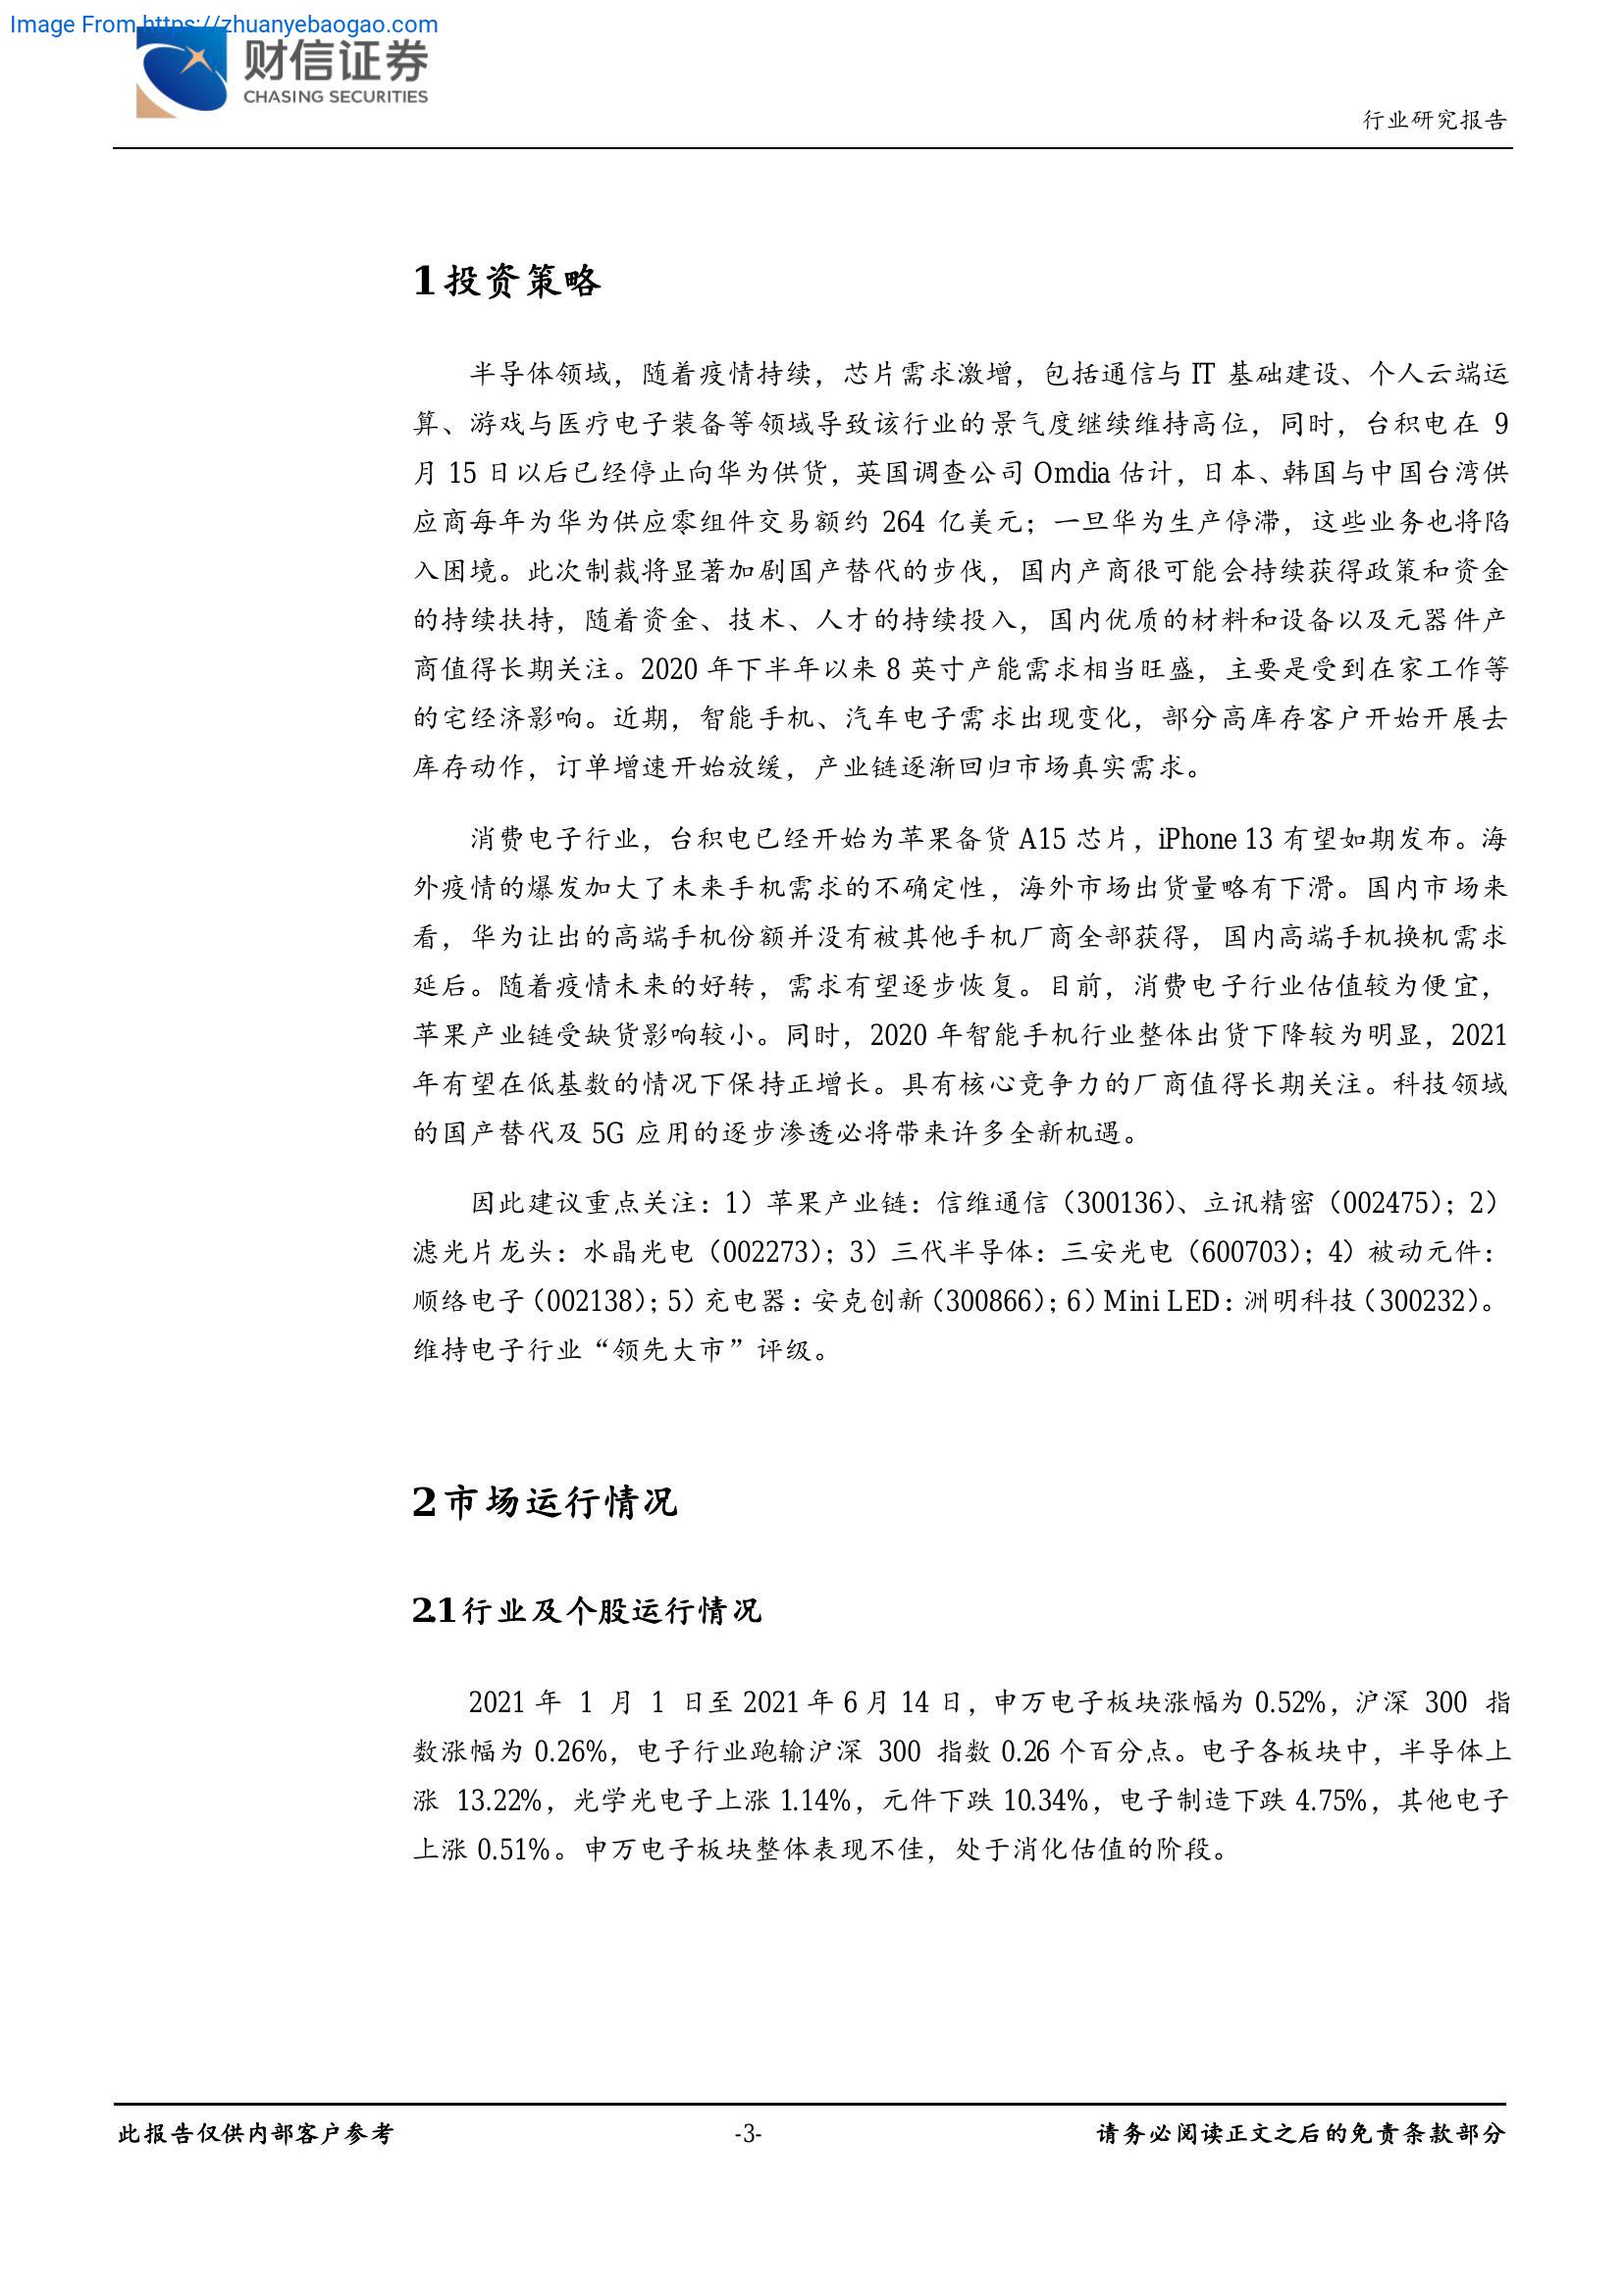 Image From https://zhuanyebaogao.com
财信证券
CHASING SECURITIES
行业研究报告
1 投资策略
半导体领域，随着疫情持续，芯片需求激增，包括通信与 IT 基础建设、个人云端运
算、游戏与医疗电子装备等领域导致该行业的景气度继续维持高位，同时，台积电在 9
月 15 日以后已经停止向华为供货，英国调查公司 Omdia 估计，日本、韩国与中国台湾供
应商每年为华为供应零组件交易额约 264 亿美元；一旦华为生产停滞，这些业务也将陷
入困境。此次制裁将显著加剧国产替代的步伐，国内产商很可能会持续获得政策和资金
的持续扶持，随着资金、技术、人才的持续投入，国内优质的材料和设备以及元器件产
商值得长期关注。2020 年下半年以来 8 英寸产能需求相当旺盛，主要是受到在家工作等
的宅经济影响。近期，智能手机、汽车电子需求出现变化，部分高库存客户开始开展去
库存动作，订单增速开始放缓，产业链逐渐回归市场真实需求。
消费电子行业，台积电已经开始为苹果备货 A15 芯片，iPhone 13 有望如期发布。海
外疫情的爆发加大了未来手机需求的不确定性，海外市场出货量略有下滑。国内市场来
看，华为让出的高端手机份额并没有被其他手机厂商全部获得，国内高端手机换机需求
延后。随着疫情未来的好转，需求有望逐步恢复。目前，消费电子行业估值较为便宜，
苹果产业链受缺货影响较小。同时，2020 年智能手机行业整体出货下降较为明显，2021
年有望在低基数的情况下保持正增长。具有核心竞争力的厂商值得长期关注。科技领域
的国产替代及 5G 应用的逐步渗透必将带来许多全新机遇。
因此建议重点关注：1）苹果产业链：信维通信（300136）、立讯精密（002475）；2）
滤光片龙头：水晶光电（002273）；3）三代半导体：三安光电（600703）；4）被动元件：
顺络电子（002138）；5）充电器：安克创新（300866）；6）Mini LED：洲明科技（300232）。
维持电子行业“领先大市”评级。
2 市场运行情况
2.1 行业及个股运行情况
2021 年 1 月 1 日至 2021 年 6 月 14 日，申万电子板块涨幅为 0.52%，沪深 300 指
数涨幅为 0.26%，电子行业跑输沪深 300 指数 0.26 个百分点。电子各板块中，半导体上
涨 13.22%，光学光电子上涨 1.14%，元件下跌 10.34%，电子制造下跌 4.75%，其他电子
上涨 0.51%。申万电子板块整体表现不佳，处于消化估值的阶段。
此报告仅供内部客户参考
-3-
请务必阅读正文之后的免责条款部分